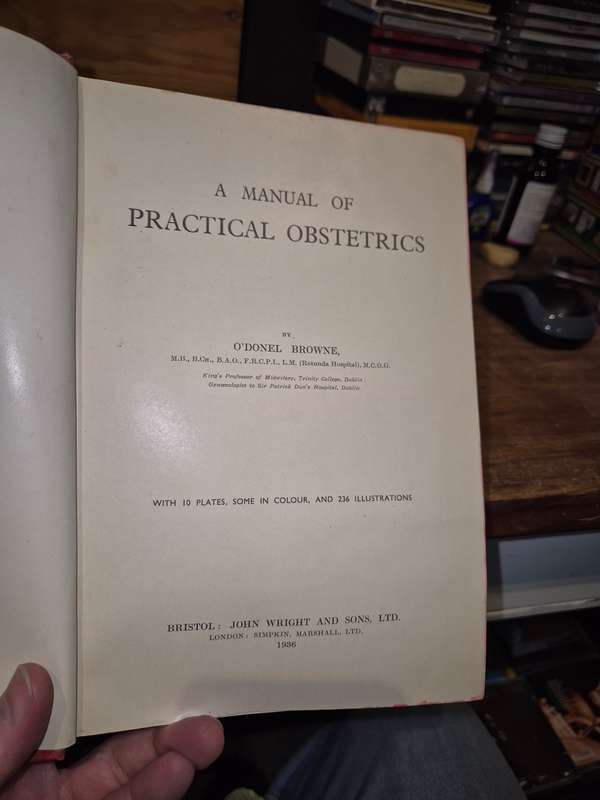 A MANUAL OF
PRACTICAL OBSTETRICS
BY
O'DONEL BROWNE,
M.B., B.Ch., B.A.O., F.R.C.P.I., L.M. (Rotunda Hospital), M.C.O.G.
King's Professor of Midwifery, Trinity College, Dublin
Gynæcologist to Sir Patrick Dun's Hospital, Dublin
WITH 10 PLATES, SOME IN COLOUR, AND 236 ILLUSTRATIONS
BRISTOL: JOHN WRIGHT AND SONS, LTD.
LONDON: SIMPKIN, MARSHALL, LTD.
1936